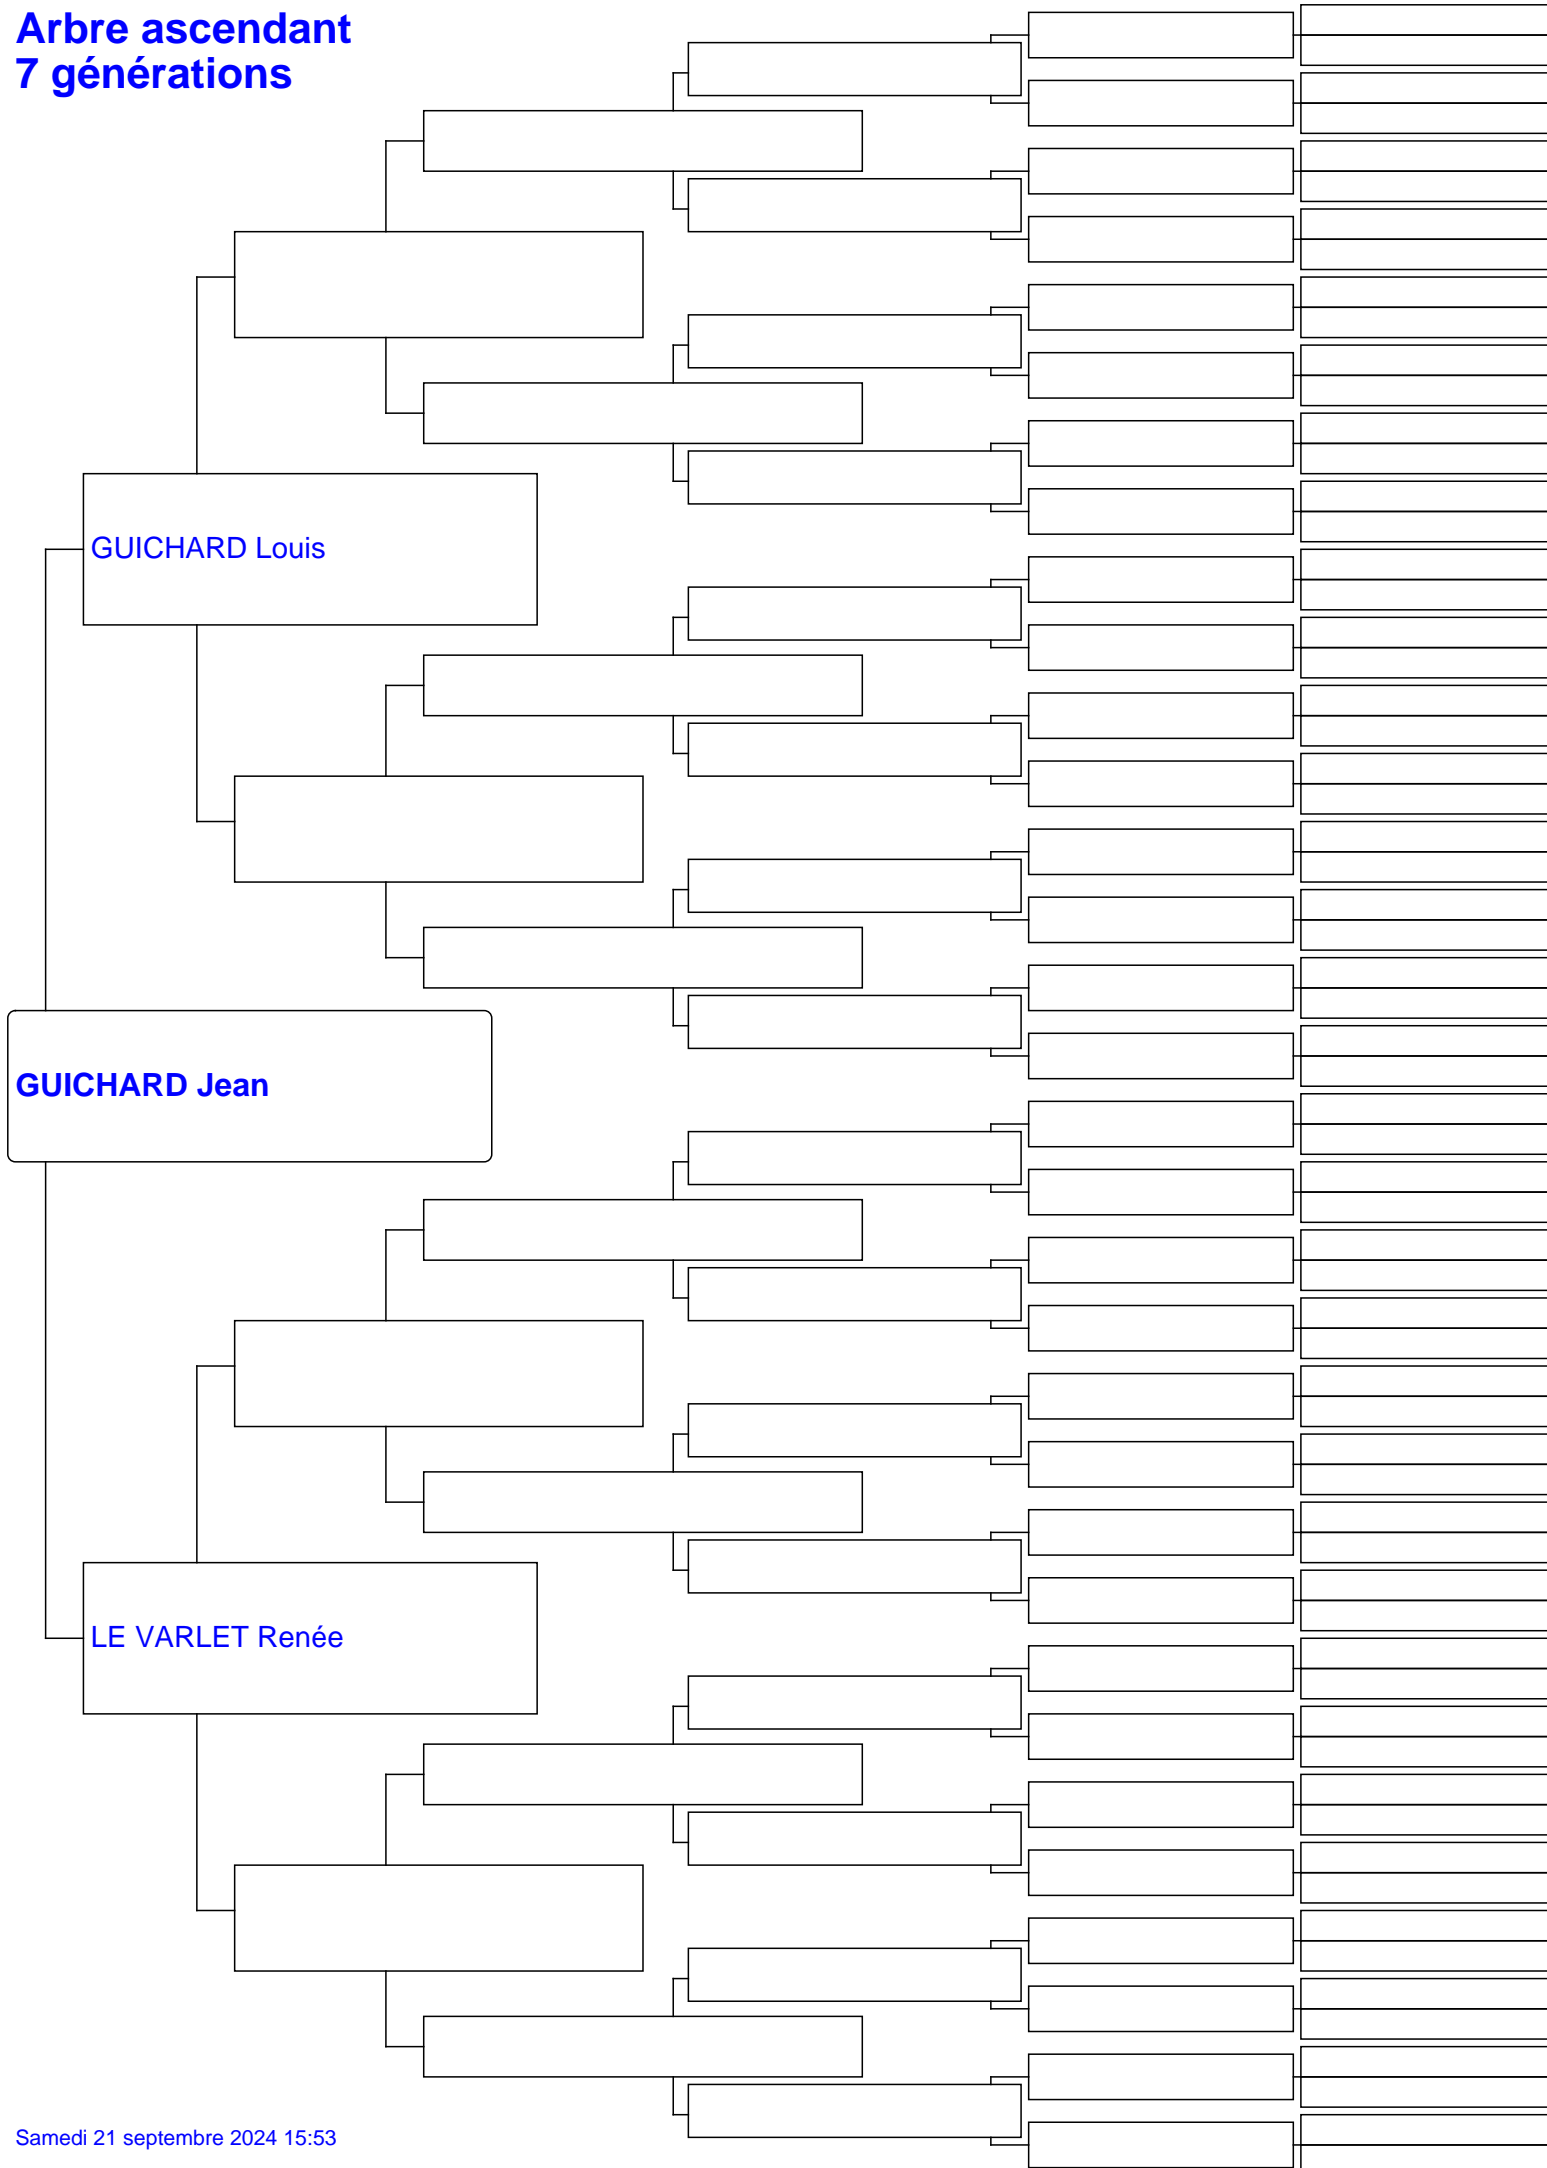 Arbre ascendant
7 générations
GUICHARD Louis
GUICHARD Jean
LE VARLET Renée
Samedi 21 septembre 2024 15:53